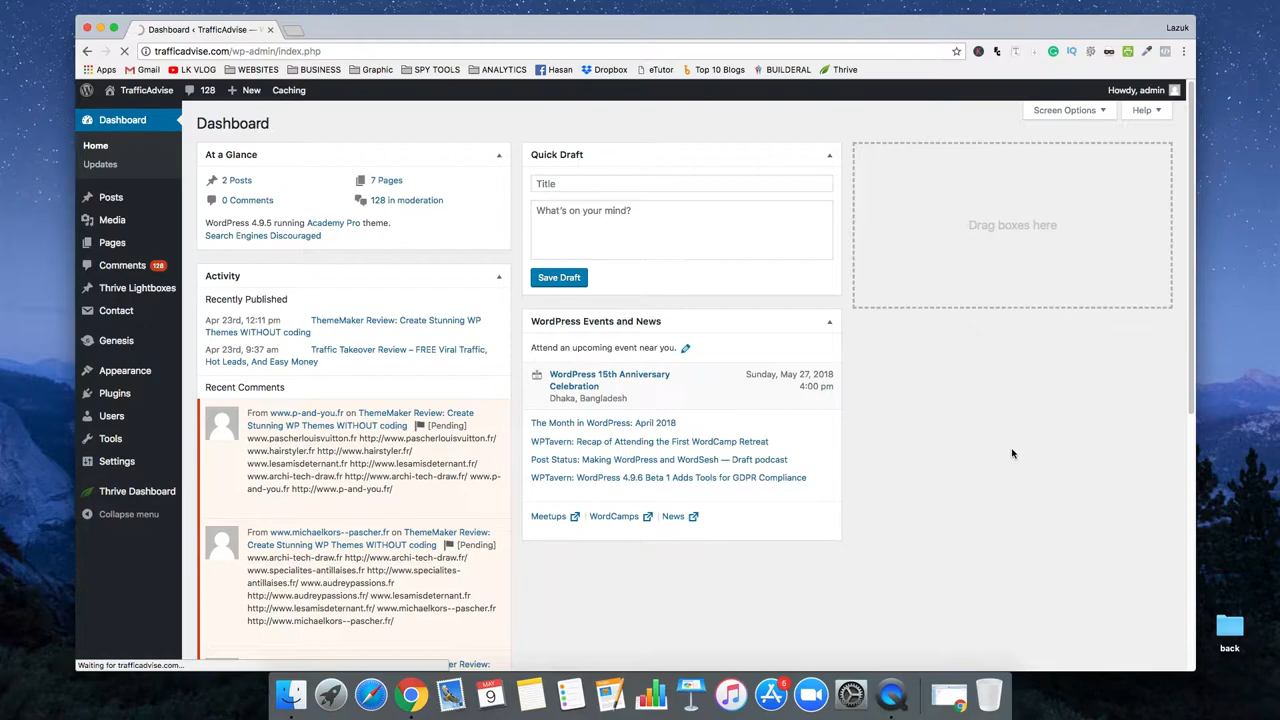 Dashboard ‹ TrafficAdvise —
Lazuk
trafficadvise.com/wp-admin/index.php
Apps Gmail LK VLOG WEBSITES BUSINESS Graphic SPY TOOLS ANALYTICS Hasan Dropbox eTutor Top 10 Blogs BUILDERAL Thrive
TrafficAdvise 128 New Caching Howdy, admin
Screen Options Help
Dashboard
Home
Updates
Posts
Media
Pages
Comments 128
Thrive Lightboxes
Contact
Genesis
Appearance
Plugins
Users
Tools
Settings
Thrive Dashboard
Collapse menu
Dashboard
At a Glance
2 Posts 7 Pages
0 Comments 128 in moderation
WordPress 4.9.5 running Academy Pro theme.
Search Engines Discouraged
Activity
Recently Published
Apr 23rd, 12:11 pm ThemeMaker Review: Create Stunning WP
Themes WITHOUT coding
Apr 23rd, 9:37 am Traffic Takeover Review – FREE Viral Traffic,
Hot Leads, And Easy Money
Recent Comments
From www.p-and-you.fr on ThemeMaker Review: Create
Stunning WP Themes WITHOUT coding [Pending]
www.pascherlouisvuitton.fr/ http://www.pascherlouisvuitton.fr/
www.hairstyler.fr/ http://www.hairstyler.fr/
www.lesamisdeternant.fr http://www.lesamisdeternant.fr/
www.archi-tech-draw.fr/ http://www.archi-tech-draw.fr/ www.p-
and-you.fr http://www.p-and-you.fr/
From www.michaelkors--pascher.fr on ThemeMaker Review:
Create Stunning WP Themes WITHOUT coding [Pending]
www.archi-tech-draw.fr http://www.archi-tech-draw.fr/
www.specialites-antillaises.fr http://www.specialites-
antillaises.fr/ www.audreypassions.fr
http://www.audreypassions.fr/ www.lesamisdeternant.fr
http://www.lesamisdeternant.fr/ www.michaelkors--pascher.fr
http://www.michaelkors--pascher.fr/
ker Review:
Quick Draft
Title
What's on your mind?
Save Draft
WordPress Events and News
Attend an upcoming event near you.
WordPress 15th Anniversary Sunday, May 27, 2018
Celebration 4:00 pm
Dhaka, Bangladesh
The Month in WordPress: April 2018
WPTavern: Recap of Attending the First WordCamp Retreat
Post Status: Making WordPress and WordSesh — Draft podcast
WPTavern: WordPress 4.9.6 Beta 1 Adds Tools for GDPR Compliance
Meetups WordCamps News
Drag boxes here
Waiting for trafficadvise.com...
back
MAY
9
6